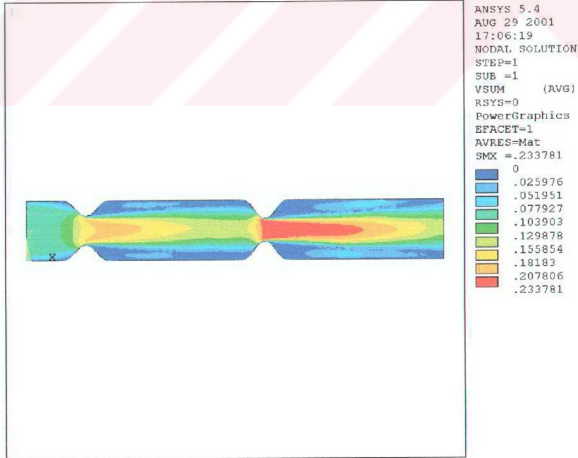 1
ANSYS 5.4
AUG 29 2001
17:06:19
NODAL SOLUTION
STEP=1
SUB =1
VSUM (AVG)
RSYS=0
PowerGraphics
EFACET=1
AVRES=Mat
SMX =.233781
0
.025976
.051951
.077927
.103903
.129878
.155854
.18183
.207806
.233781
X